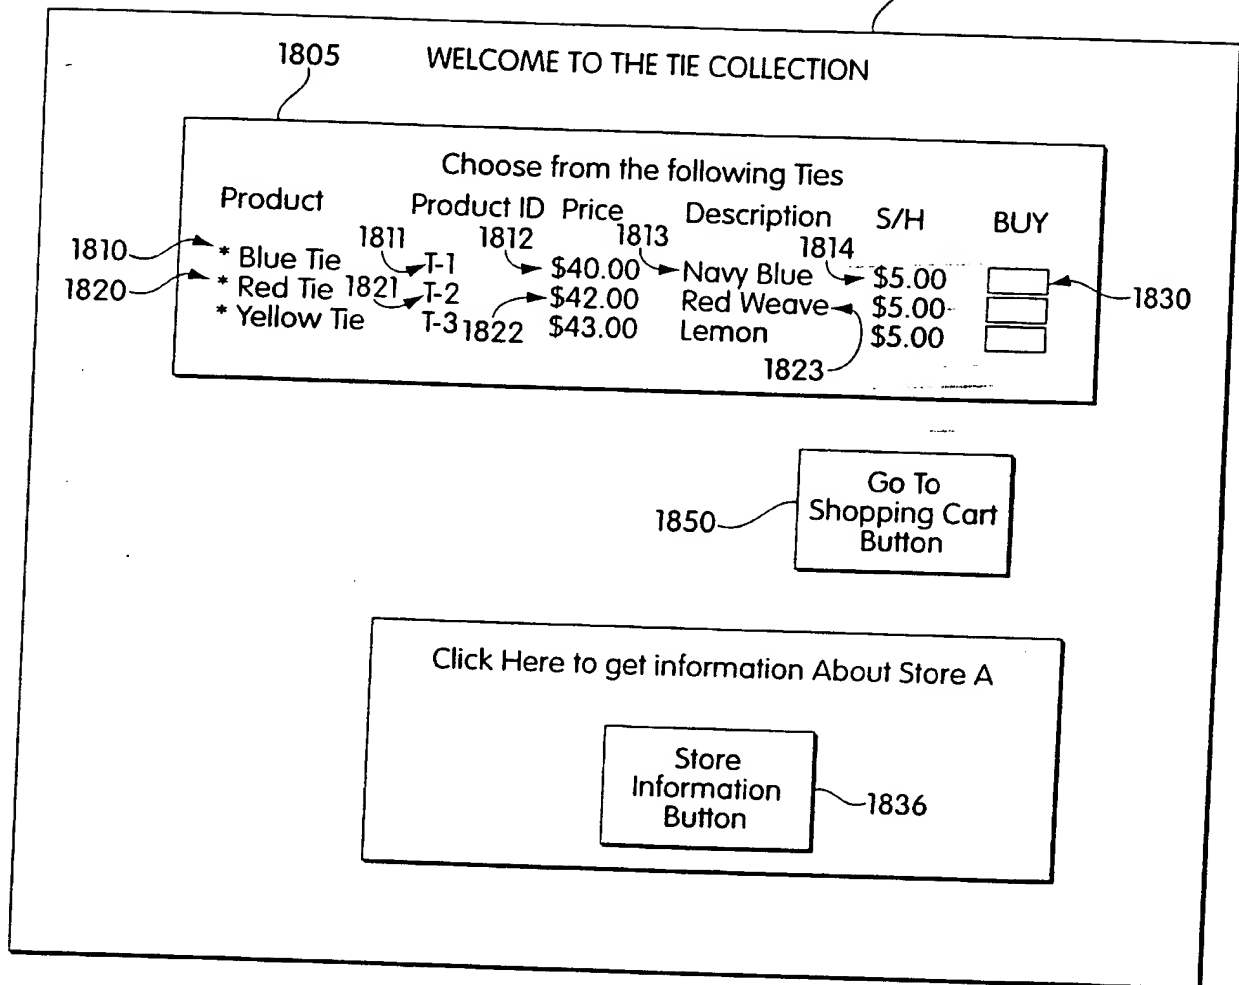 1805 WELCOME TO THE TIE COLLECTION
Choose from the following Ties
Product Product ID Price Description S/H BUY
1811 1812 1813 1814
1810 * Blue Tie T-1 $40.00 Navy Blue $5.00
1820 * Red Tie 1821 T-2 $42.00 Red Weave $5.00 1830
* Yellow Tie T-3 1822 $43.00 Lemon $5.00
1823
Go To
1850 Shopping Cart
Button
Click Here to get information About Store A
Store
Information 1836
Button